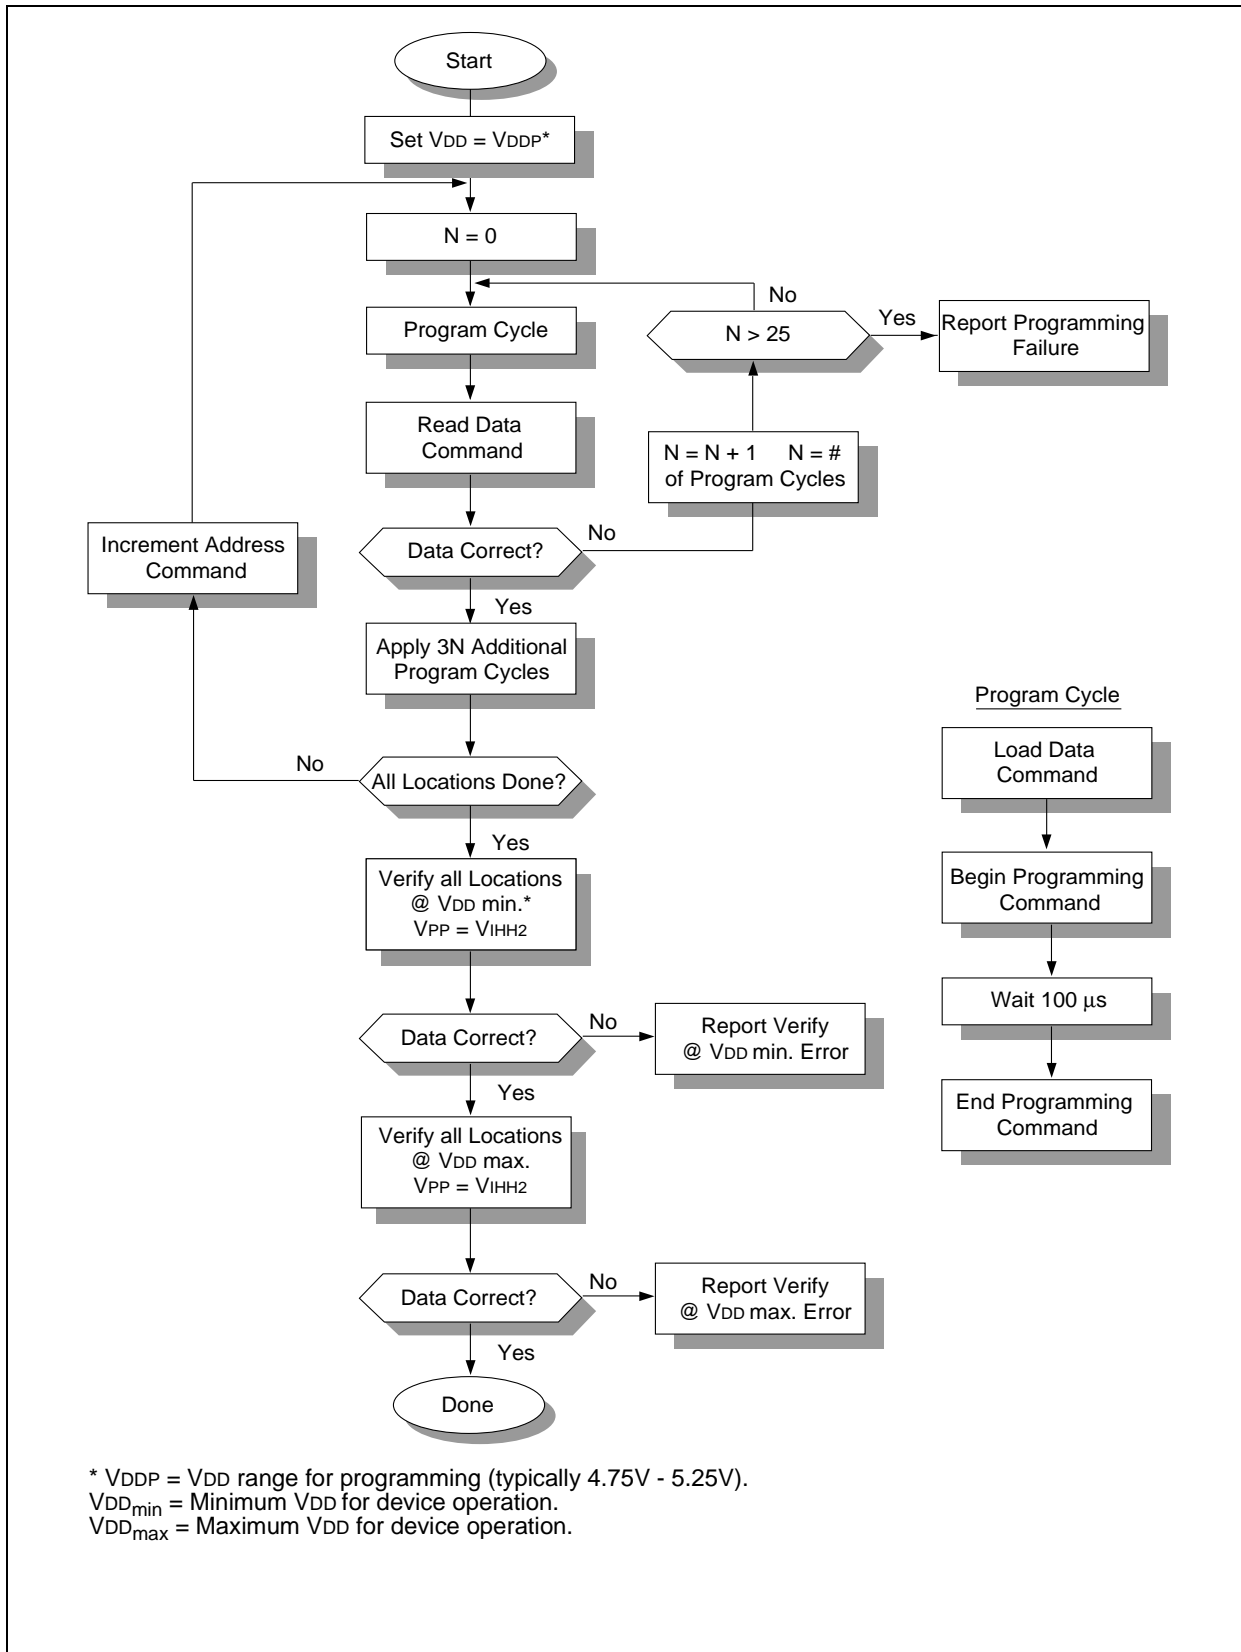 Start
Set VDD = VDDP*
N = 0
No
Program Cycle
N > 25
Yes
Report Programming
Failure
Read Data
Command
N = N + 1 N = #
of Program Cycles
Increment Address
Command
Data Correct?
No
Yes
Apply 3N Additional
Program Cycles
No
All Locations Done?
Yes
Verify all Locations
@ VDD min.*
VPP = VIHH2
Data Correct?
No
Report Verify
@ VDD min. Error
Yes
Verify all Locations
@ VDD max.
VPP = VIHH2
Data Correct?
No
Report Verify
@ VDD max. Error
Yes
Done
Program Cycle
Load Data
Command
Begin Programming
Command
Wait 100 µs
End Programming
Command
* VDDP = VDD range for programming (typically 4.75V - 5.25V).
VDDmin = Minimum VDD for device operation.
VDDmax = Maximum VDD for device operation.